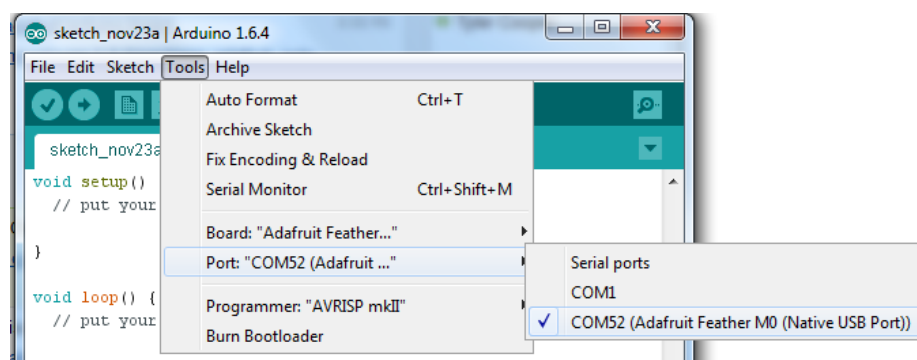 sketch_nov23a | Arduino 1.6.4
File Edit Sketch Tools Help
Auto Format Ctrl+T
Archive Sketch
Fix Encoding & Reload
Serial Monitor Ctrl+Shift+M
Board: "Adafruit Feather..."
Port: "COM52 (Adafruit ..."
Programmer: "AVRISP mkII"
Burn Bootloader
Serial ports
COM1
COM52 (Adafruit Feather M0 (Native USB Port))
sketch_nov23a
void setup()
// put your
}
void loop() {
// put your